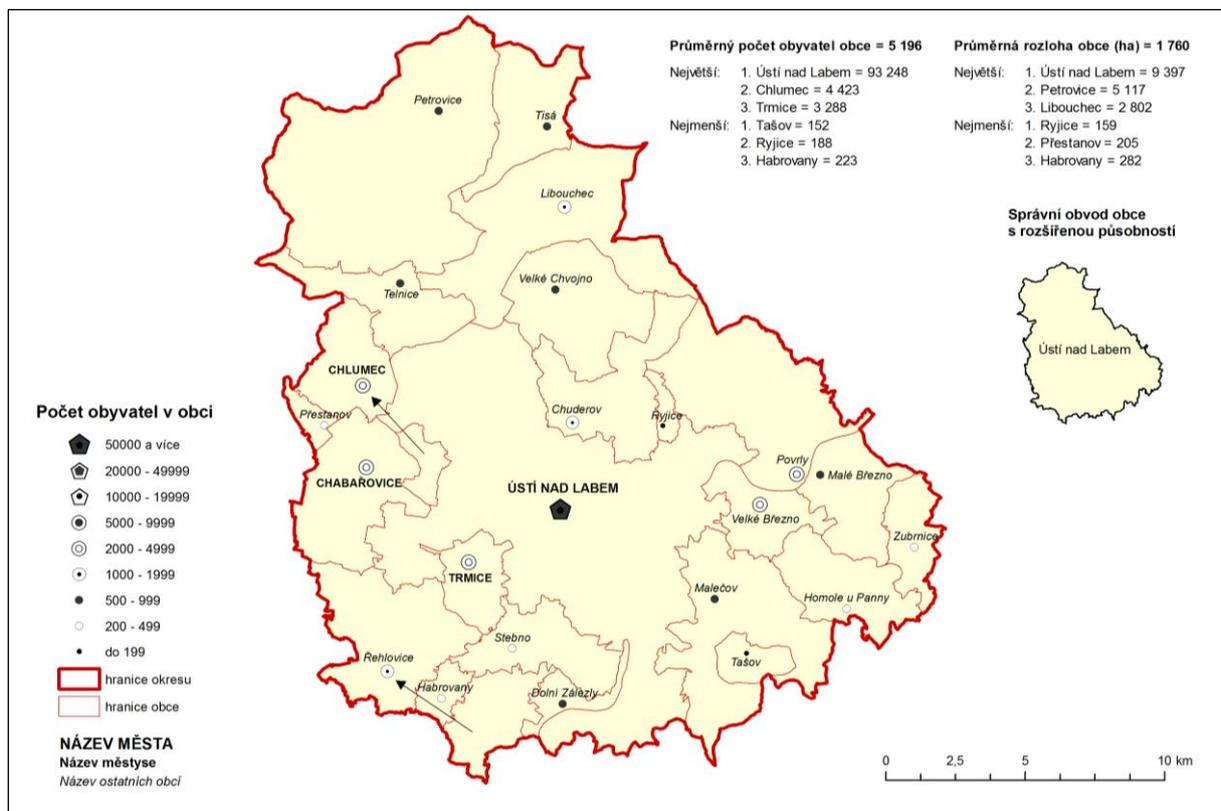 Průměrný počet obyvatel obce = 5 196
Největší: 1. Ústí nad Labem = 93 248
2. Chlumec = 4 423
3. Trmice = 3 288
Nejmenší: 1. Tašov = 152
2. Ryjice = 188
3. Habrovany = 223
Průměrná rozloha obce (ha) = 1 760
Největší: 1. Ústí nad Labem = 9 397
2. Petrovice = 5 117
3. Libouchec = 2 802
Nejmenší: 1. Ryjice = 159
2. Přestanov = 205
3. Habrovany = 282
Správní obvod obce
s rozšířenou působností
Ústí nad Labem
Petrovice
Tisá
Libouchec
Velké Chvojno
Telnice
CHLUMEC
Přestanov
Chuderov
Ryjice
CHABAŘOVICE
ÚSTÍ NAD LABEM
Povrly
Malé Březno
Velké Březno
Zubrnice
TRMICE
Malečov
Homole u Panny
Stebno
Tašov
Řehlovice
Habrovany
Dolní Zálezly
Počet obyvatel v obci
50000 a více
20000 - 49999
10000 - 19999
5000 - 9999
2000 - 4999
1000 - 1999
500 - 999
200 - 499
do 199
hranice okresu
hranice obce
NÁZEV MĚSTA
Název městyse
Název ostatních obcí
0 2,5 5 10 km